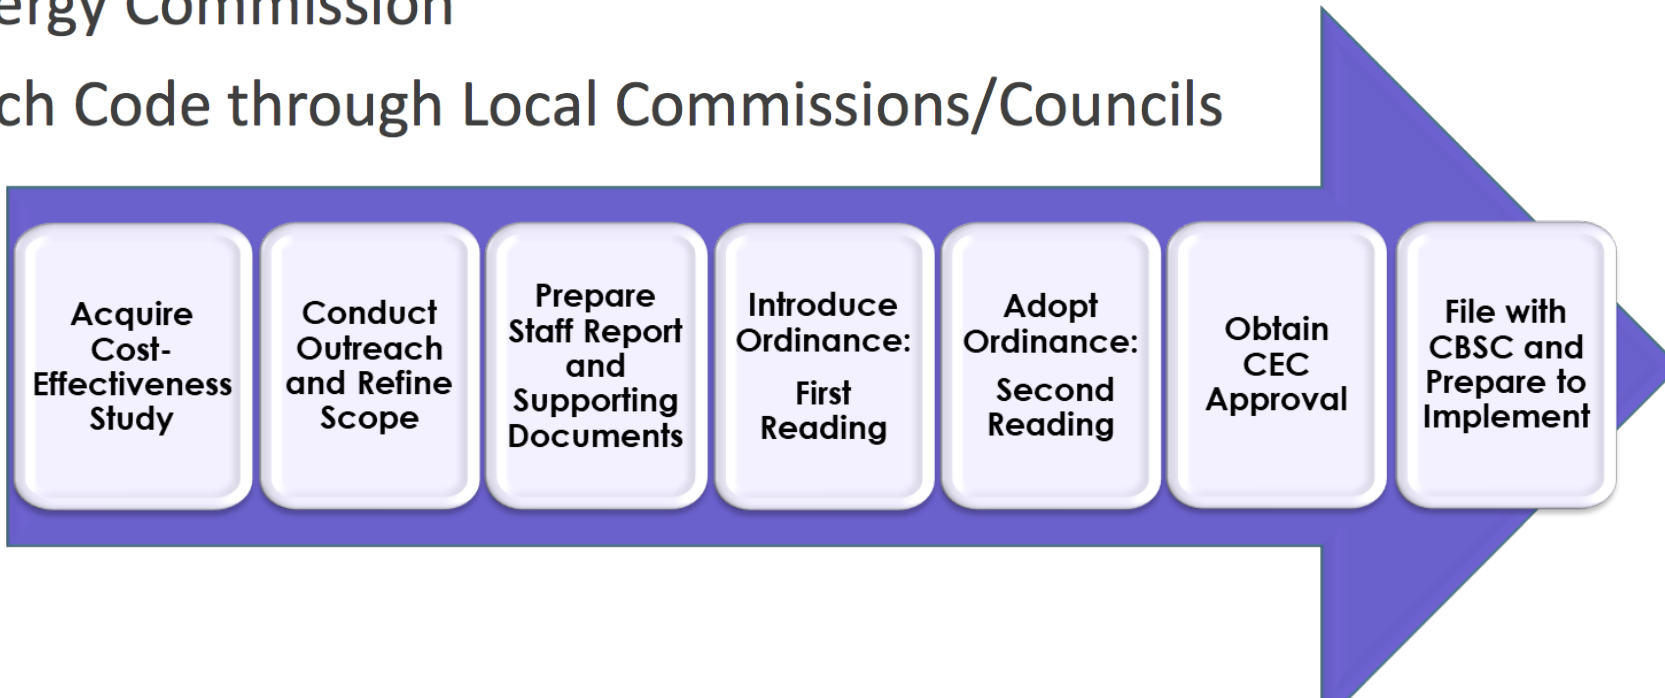 ergy Commission
ch Code through Local Commissions/Councils
Acquire
Cost-
Effectiveness
Study
Conduct
Outreach
and Refine
Scope
Prepare
Staff Report
and
Supporting
Documents
Introduce
Ordinance:
First
Reading
Adopt
Ordinance:
Second
Reading
Obtain
CEC
Approval
File with
CBSC and
Prepare to
Implement